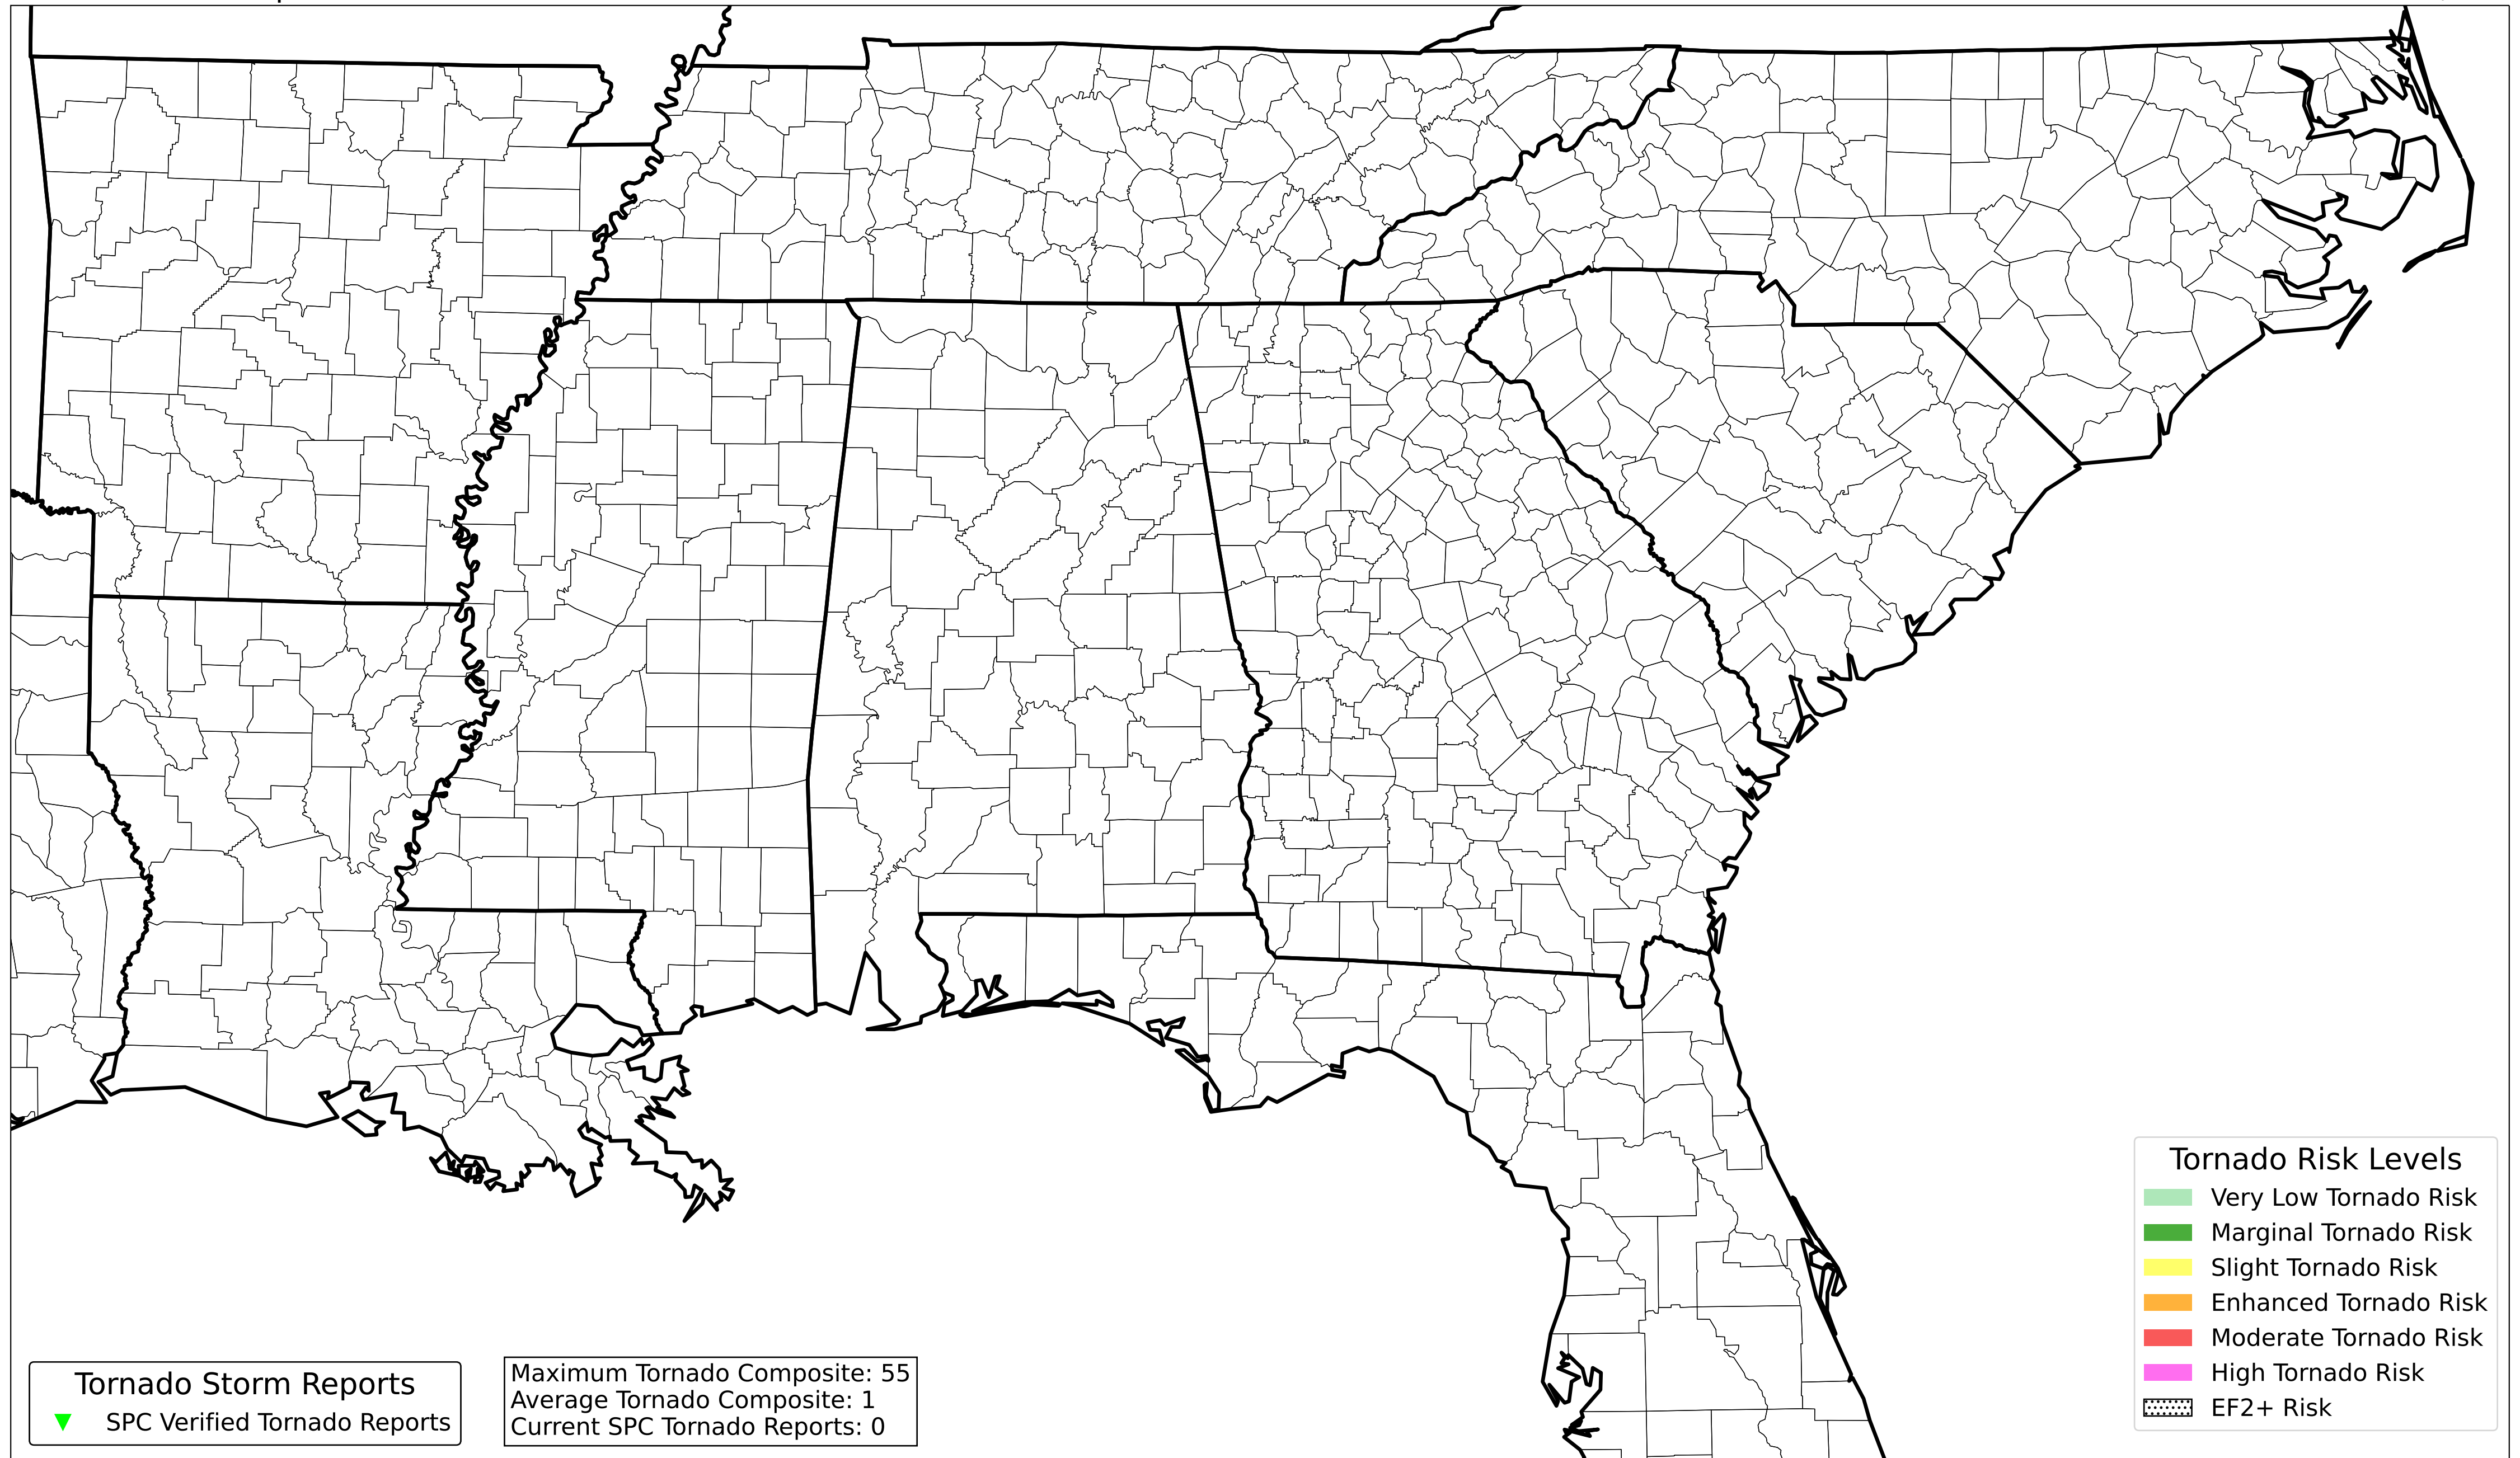 Tornado Risk Levels
Very Low Tornado Risk
Marginal Tornado Risk
Slight Tornado Risk
Enhanced Tornado Risk
Moderate Tornado Risk
High Tornado Risk
EF2+ Risk
Tornado Storm Reports
SPC Verified Tornado Reports
Maximum Tornado Composite: 55
Average Tornado Composite: 1
Current SPC Tornado Reports: 0